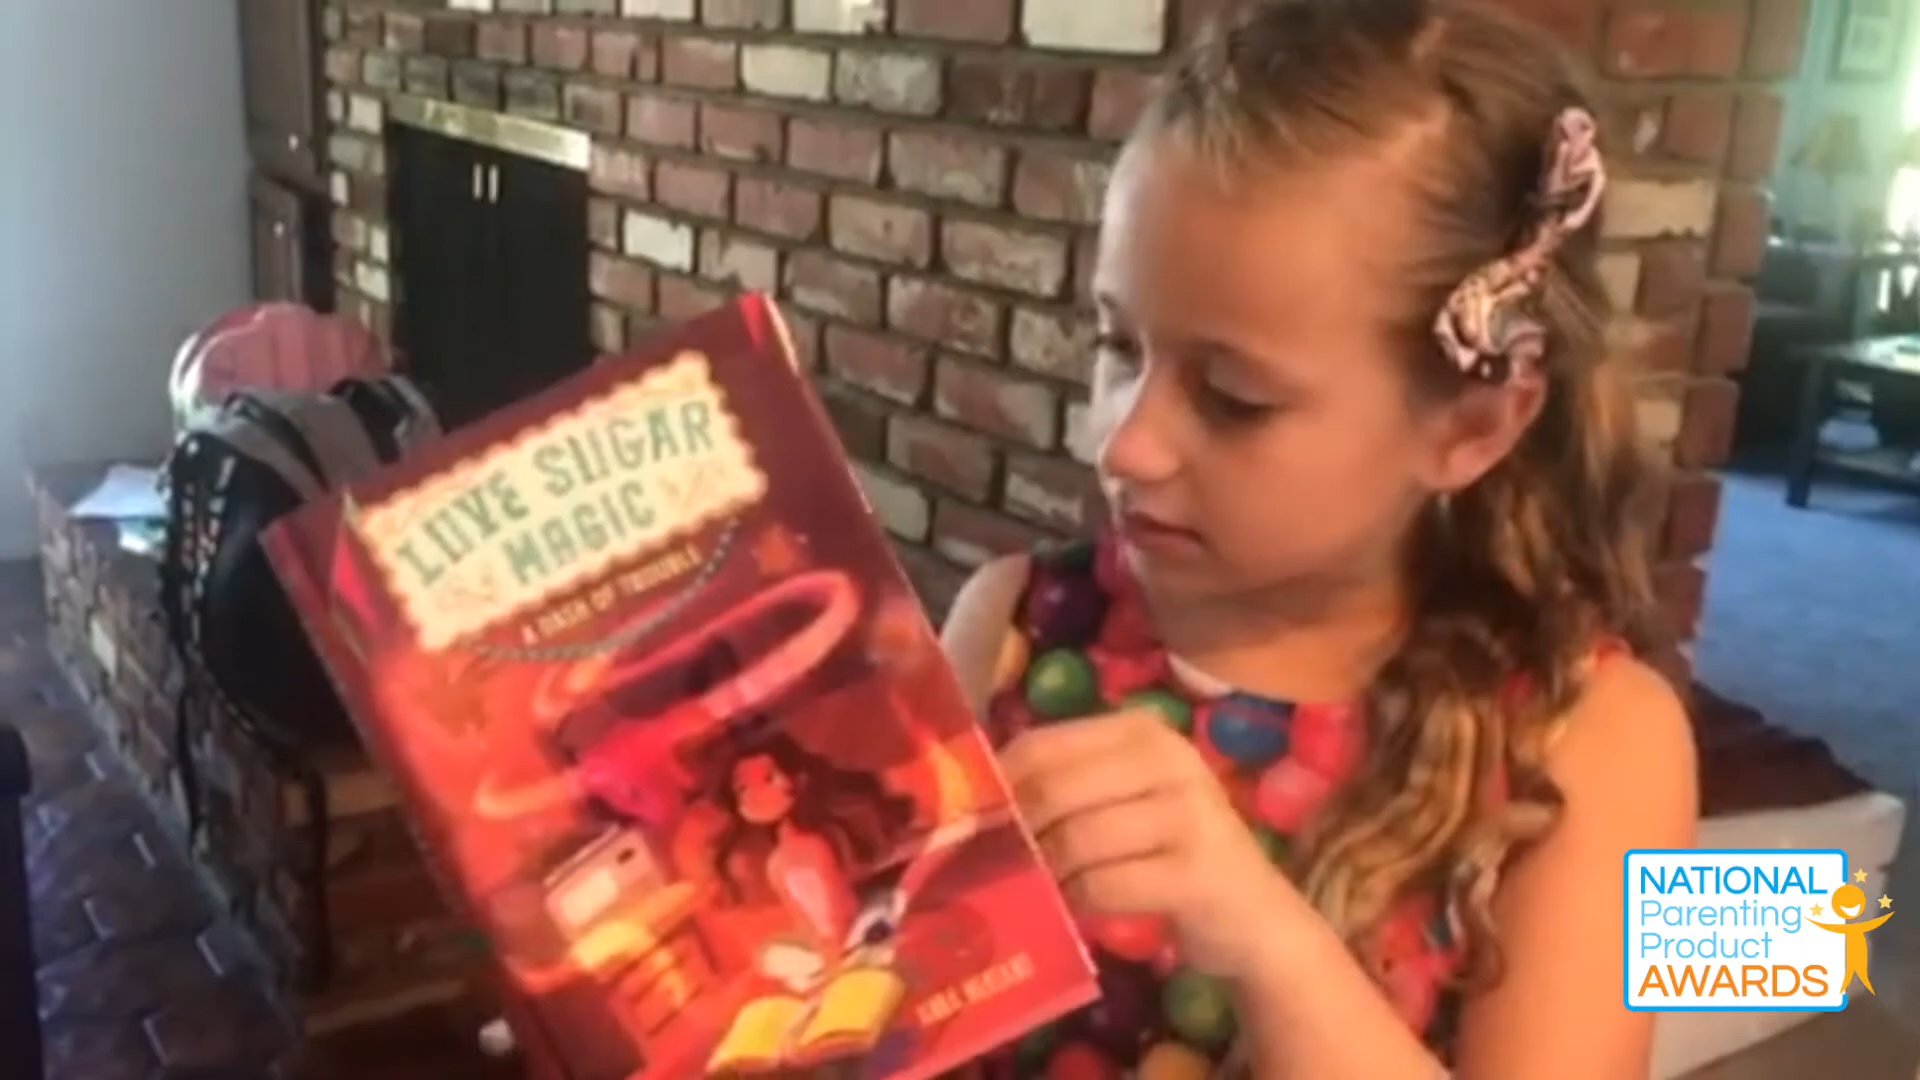 LOVE SUGAR
MAGIC
A DASH OF TROUBLE
NATIONAL
Parenting
Product
AWARDS